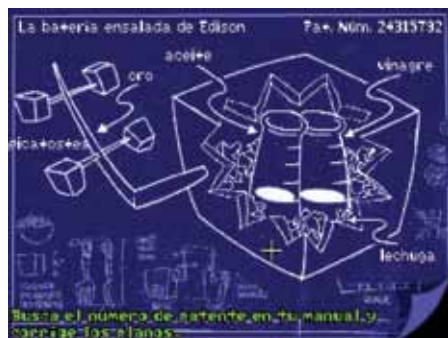 La batería ensalada de Edison
Pat. Núm. 24315732
aceite
vinagre
oro
picatostes
lechuga
Busca el número de patente en tu manual y
corrige los planos.